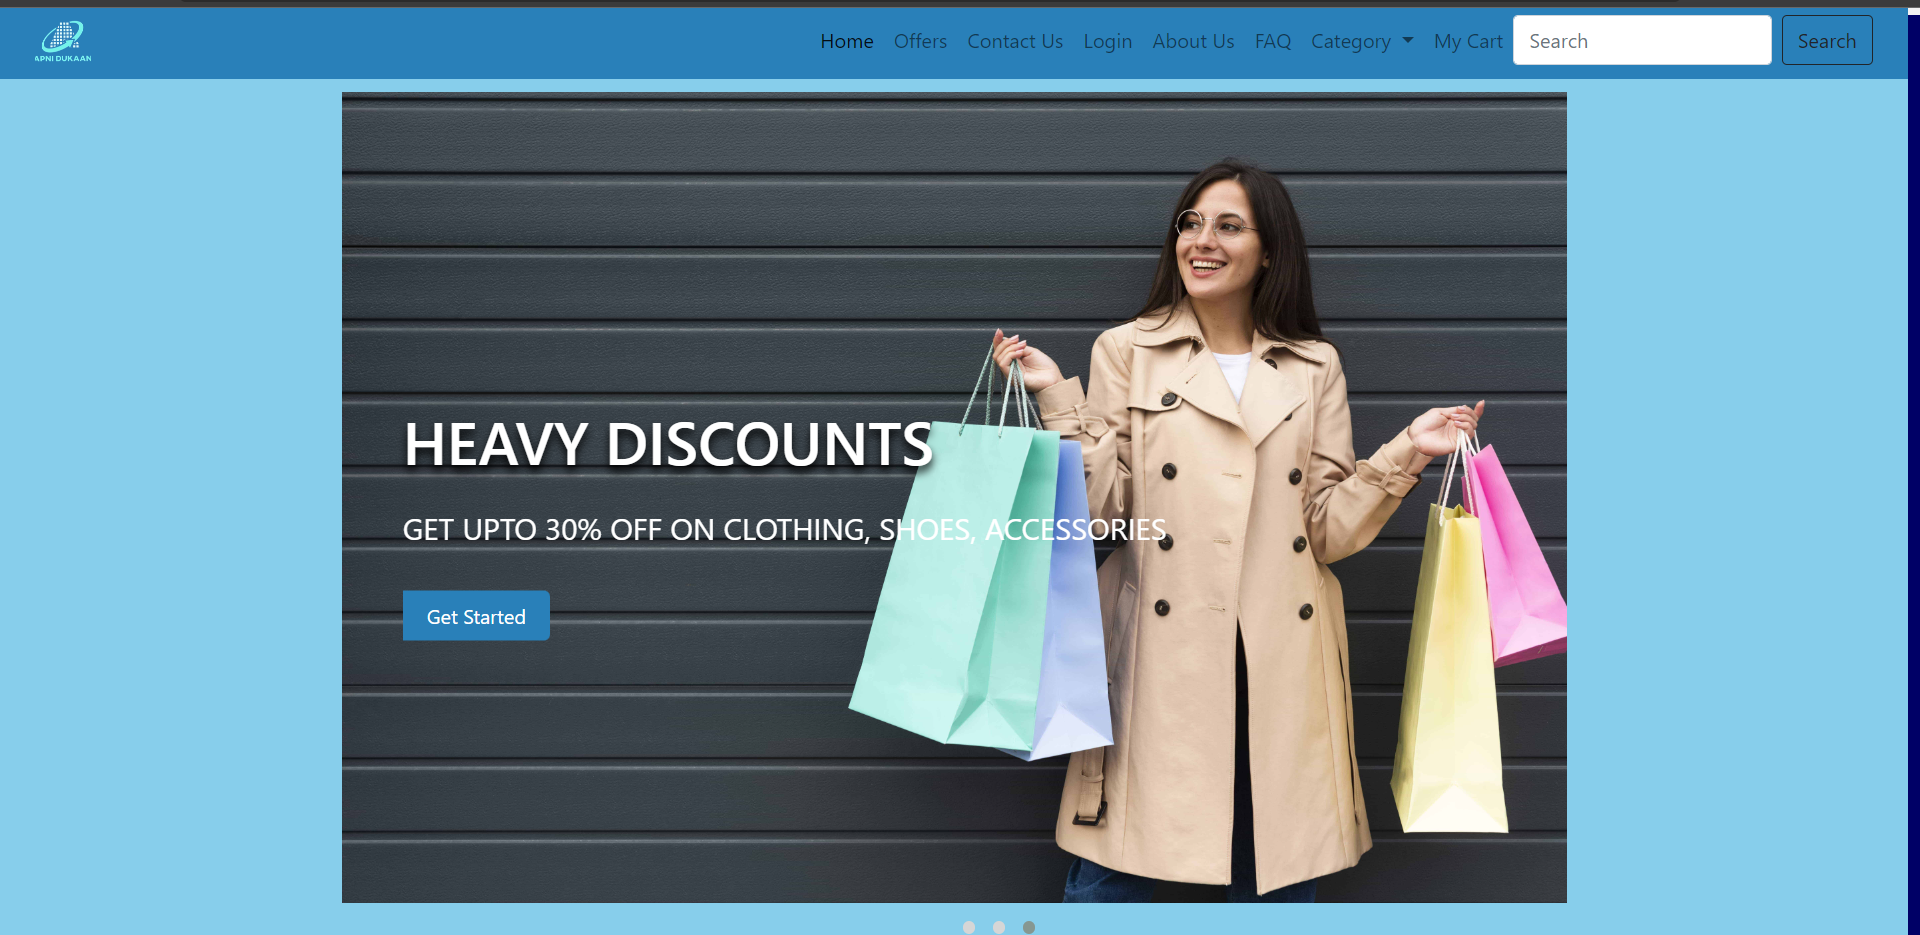 APNI DUKAAN
Home Offers Contact Us Login About Us FAQ Category My Cart Search Search
HEAVY DISCOUNTS
GET UPTO 30% OFF ON CLOTHING, SHOES, ACCESSORIES
Get Started